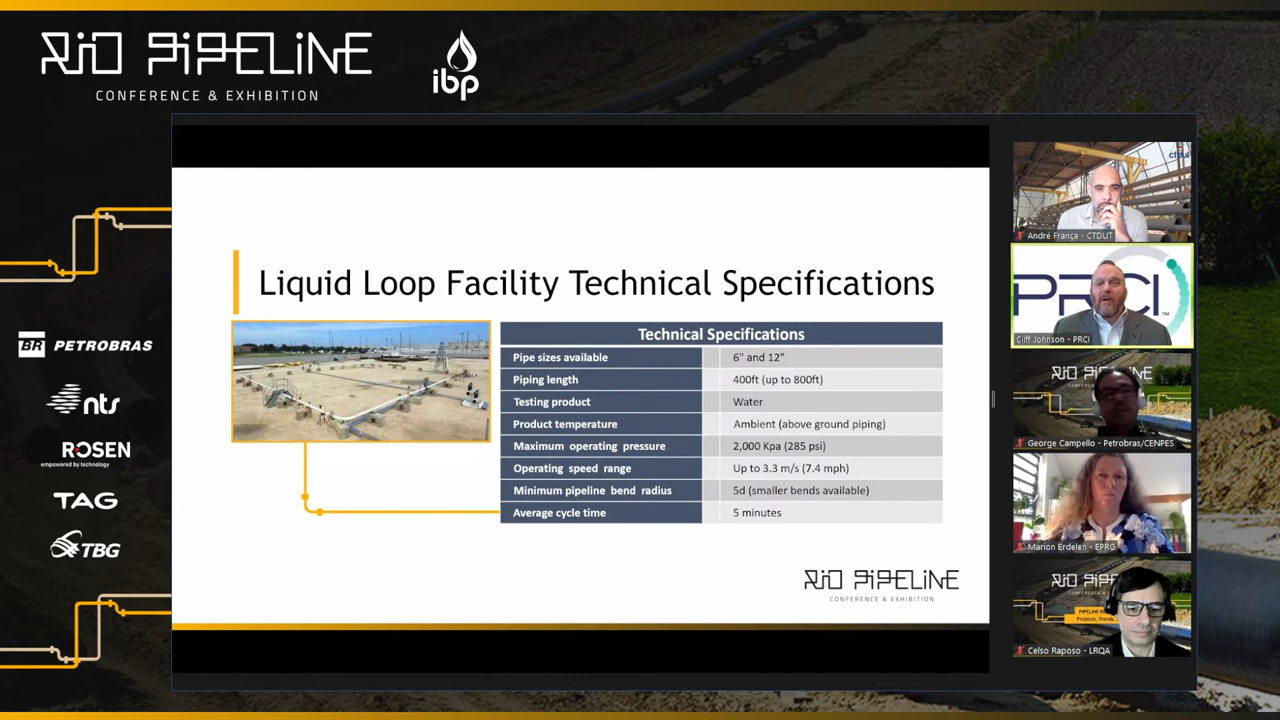 RIO PIPELINE
CONFERENCE & EXHIBITION
ibp
BR PETROBRAS
nts
ROSEN
empowered by technology
TAG
TBG
Liquid Loop Facility Technical Specifications
Technical Specifications
Pipe sizes available 6" and 12"
Piping length 400ft (up to 800ft)
Testing product Water
Product temperature Ambient (above ground piping)
Maximum operating pressure 2,000 Kpa (285 psi)
Operating speed range Up to 3.3 m/s (7.4 mph)
Minimum pipeline bend radius 5d (smaller bends available)
Average cycle time 5 minutes
RIO PIPELINE
CONFERENCE & EXHIBITION
ctdut
André França - CTDUT
PRCI
TM
Cliff Johnson - PRCI
RIO PIPELINE
George Campello - Petrobras/CENPES
Marion Erdelen - EPRG
RIO PIPE
Celso Raposo - LRQA